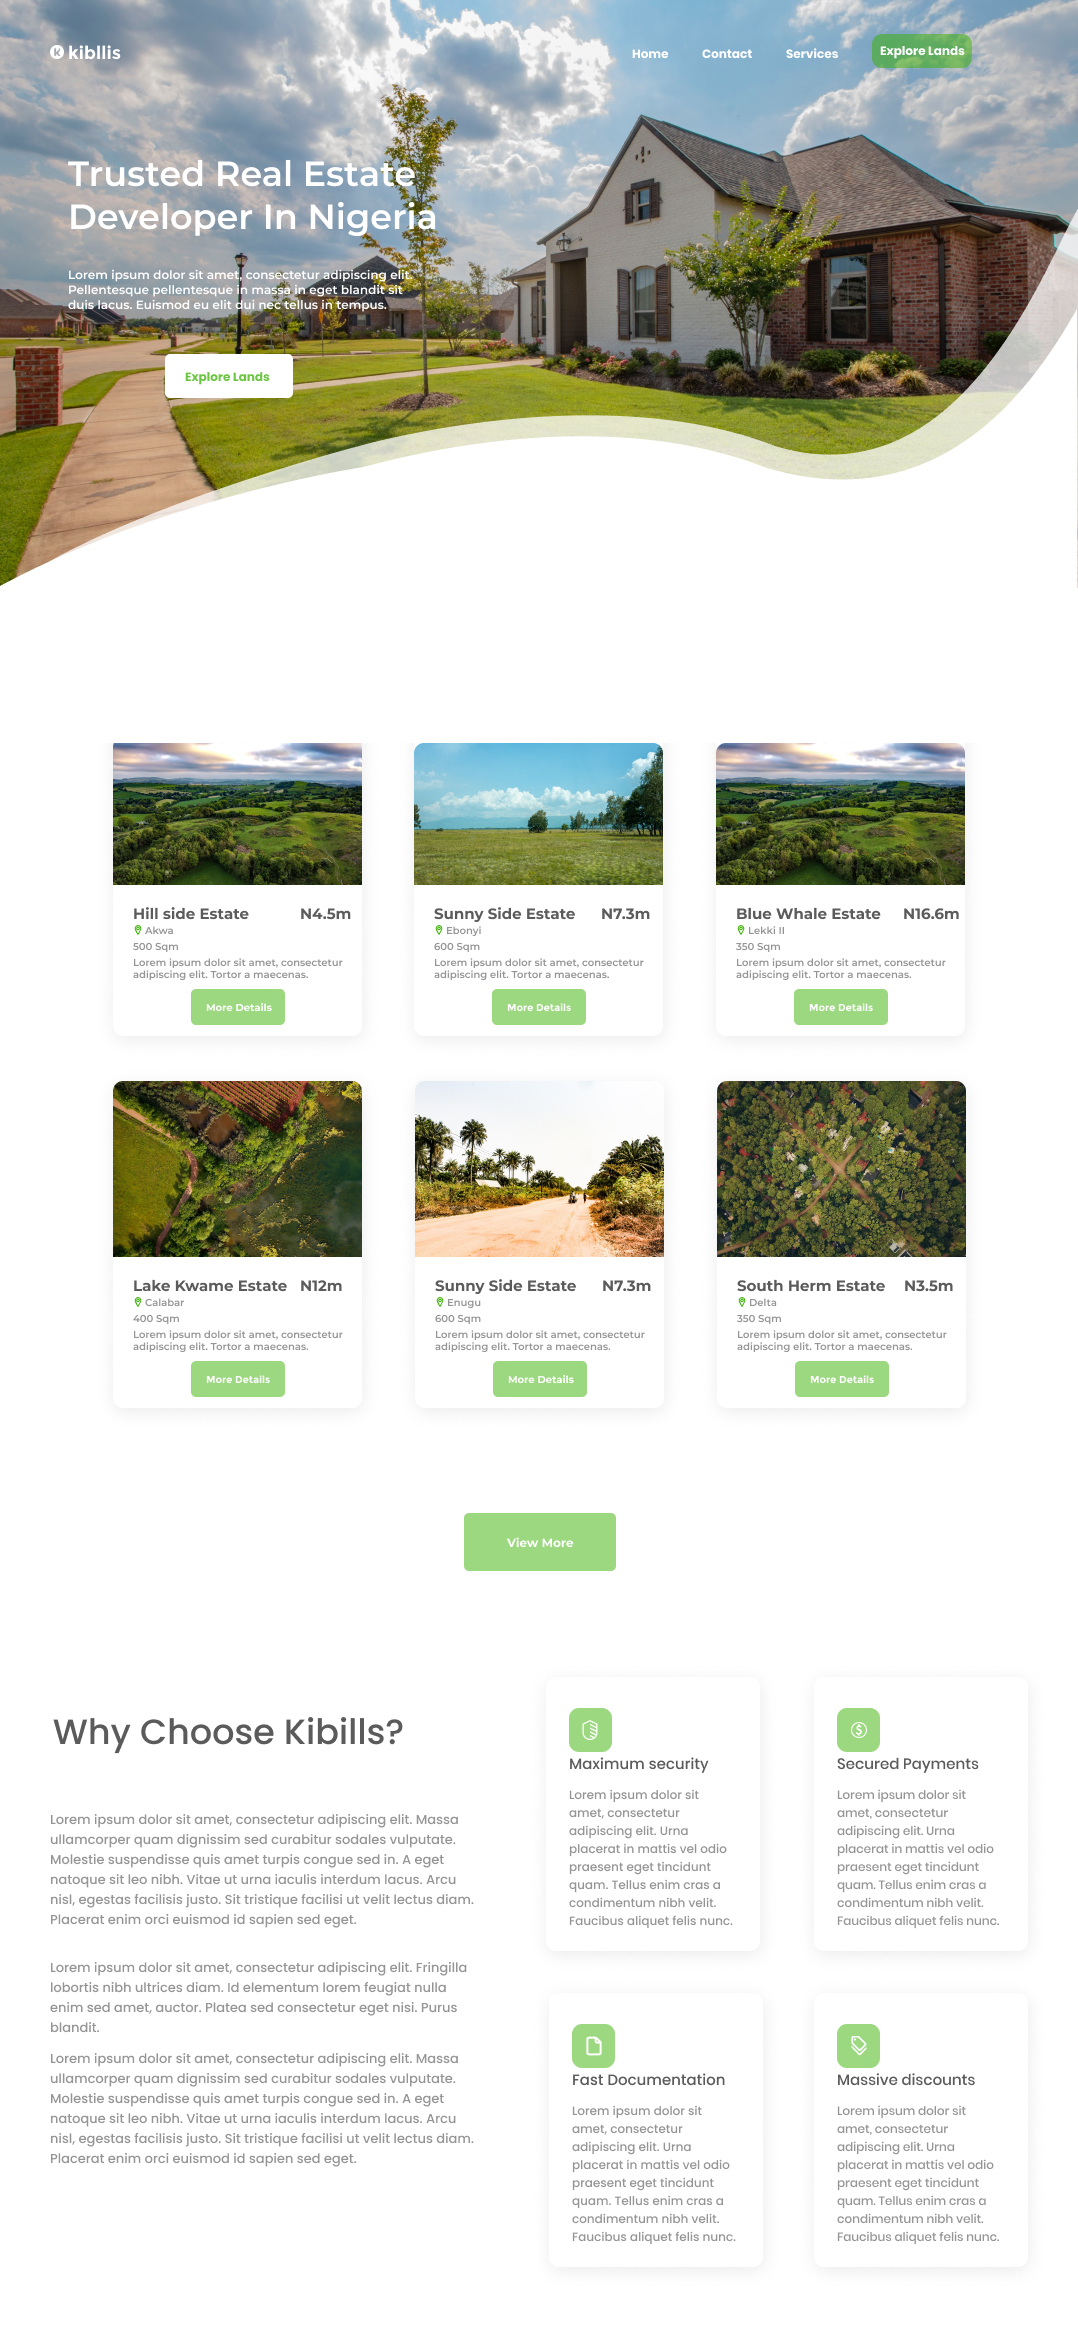 kibllis
Home Contact Services Explore Lands
Trusted Real Estate
Developer In Nigeria
Lorem ipsum dolor sit amet, consectetur adipiscing elit.
Pellentesque pellentesque in massa in eget blandit sit
duis lacus. Euismod eu elit dui nec tellus in tempus.
Explore Lands
Hill side Estate N4.5m
Akwa
500 Sqm
Lorem ipsum dolor sit amet, consectetur
adipiscing elit. Tortor a maecenas.
More Details
Sunny Side Estate N7.3m
Ebonyi
600 Sqm
Lorem ipsum dolor sit amet, consectetur
adipiscing elit. Tortor a maecenas.
More Details
Blue Whale Estate N16.6m
Lekki II
350 Sqm
Lorem ipsum dolor sit amet, consectetur
adipiscing elit. Tortor a maecenas.
More Details
Lake Kwame Estate N12m
Calabar
400 Sqm
Lorem ipsum dolor sit amet, consectetur
adipiscing elit. Tortor a maecenas.
More Details
Sunny Side Estate N7.3m
Enugu
600 Sqm
Lorem ipsum dolor sit amet, consectetur
adipiscing elit. Tortor a maecenas.
More Details
South Herm Estate N3.5m
Delta
350 Sqm
Lorem ipsum dolor sit amet, consectetur
adipiscing elit. Tortor a maecenas.
More Details
View More
Why Choose Kibills?
Lorem ipsum dolor sit amet, consectetur adipiscing elit. Massa
ullamcorper quam dignissim sed curabitur sodales vulputate.
Molestie suspendisse quis amet turpis congue sed in. A eget
natoque sit leo nibh. Vitae ut urna iaculis interdum lacus. Arcu
nisl, egestas facilisis justo. Sit tristique facilisi ut velit lectus diam.
Placerat enim orci euismod id sapien sed eget.
Lorem ipsum dolor sit amet, consectetur adipiscing elit. Fringilla
lobortis nibh ultrices diam. Id elementum lorem feugiat nulla
enim sed amet, auctor. Platea sed consectetur eget nisi. Purus
blandit.
Lorem ipsum dolor sit amet, consectetur adipiscing elit. Massa
ullamcorper quam dignissim sed curabitur sodales vulputate.
Molestie suspendisse quis amet turpis congue sed in. A eget
natoque sit leo nibh. Vitae ut urna iaculis interdum lacus. Arcu
nisl, egestas facilisis justo. Sit tristique facilisi ut velit lectus diam.
Placerat enim orci euismod id sapien sed eget.
Maximum security
Lorem ipsum dolor sit
amet, consectetur
adipiscing elit. Urna
placerat in mattis vel odio
praesent eget tincidunt
quam. Tellus enim cras a
condimentum nibh velit.
Faucibus aliquet felis nunc.
Secured Payments
Lorem ipsum dolor sit
amet, consectetur
adipiscing elit. Urna
placerat in mattis vel odio
praesent eget tincidunt
quam. Tellus enim cras a
condimentum nibh velit.
Faucibus aliquet felis nunc.
Fast Documentation
Lorem ipsum dolor sit
amet, consectetur
adipiscing elit. Urna
placerat in mattis vel odio
praesent eget tincidunt
quam. Tellus enim cras a
condimentum nibh velit.
Faucibus aliquet felis nunc.
Massive discounts
Lorem ipsum dolor sit
amet, consectetur
adipiscing elit. Urna
placerat in mattis vel odio
praesent eget tincidunt
quam. Tellus enim cras a
condimentum nibh velit.
Faucibus aliquet felis nunc.